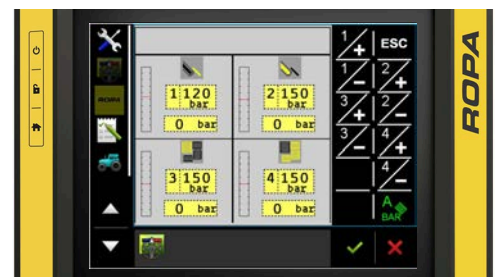 ROPA
ROPA
1 120
bar
0 bar
2 150
bar
0 bar
3 150
bar
0 bar
4 150
bar
0 bar
1/+
ESC
1/-
2/+
3/+
2/-
3/-
4/+
4/-
A
BAR